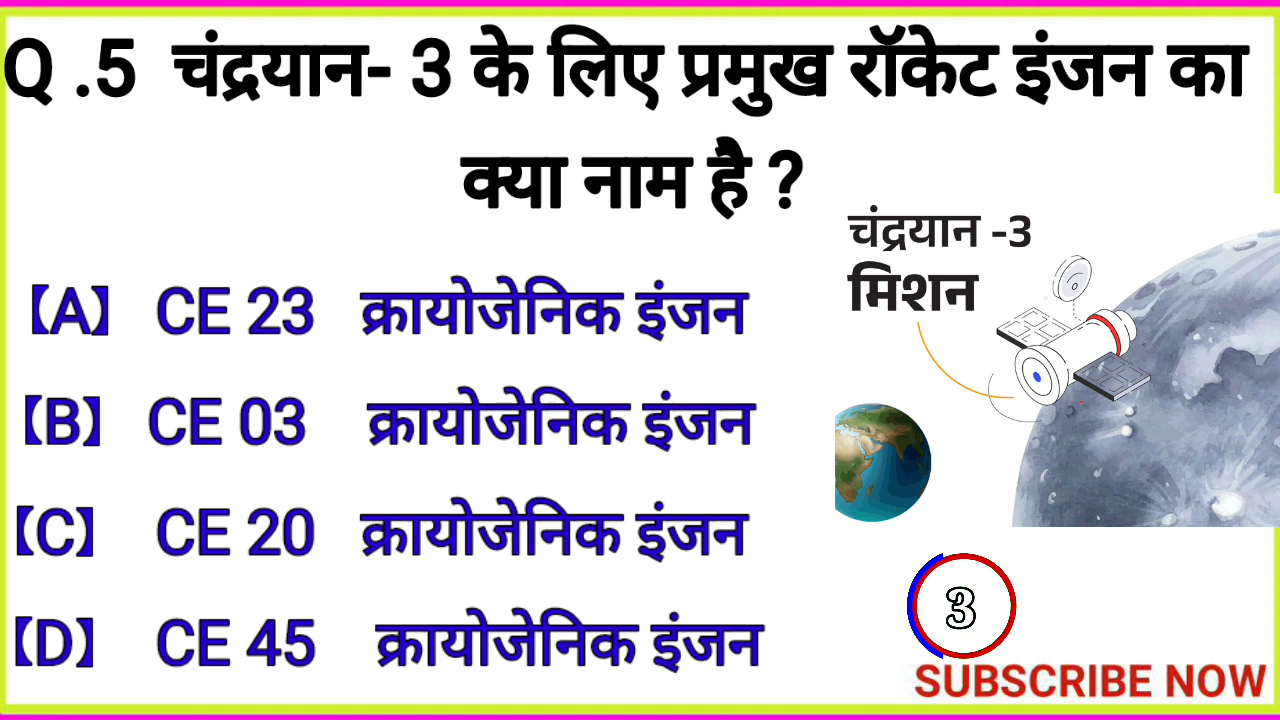 Q .5 चंद्रयान- 3 के लिए प्रमुख रॉकेट इंजन का
क्या नाम है ?
चंद्रयान -3
मिशन
【A】 CE 23 क्रायोजेनिक इंजन
【B】 CE 03 क्रायोजेनिक इंजन
【C】 CE 20 क्रायोजेनिक इंजन
【D】 CE 45 क्रायोजेनिक इंजन
3
SUBSCRIBE NOW